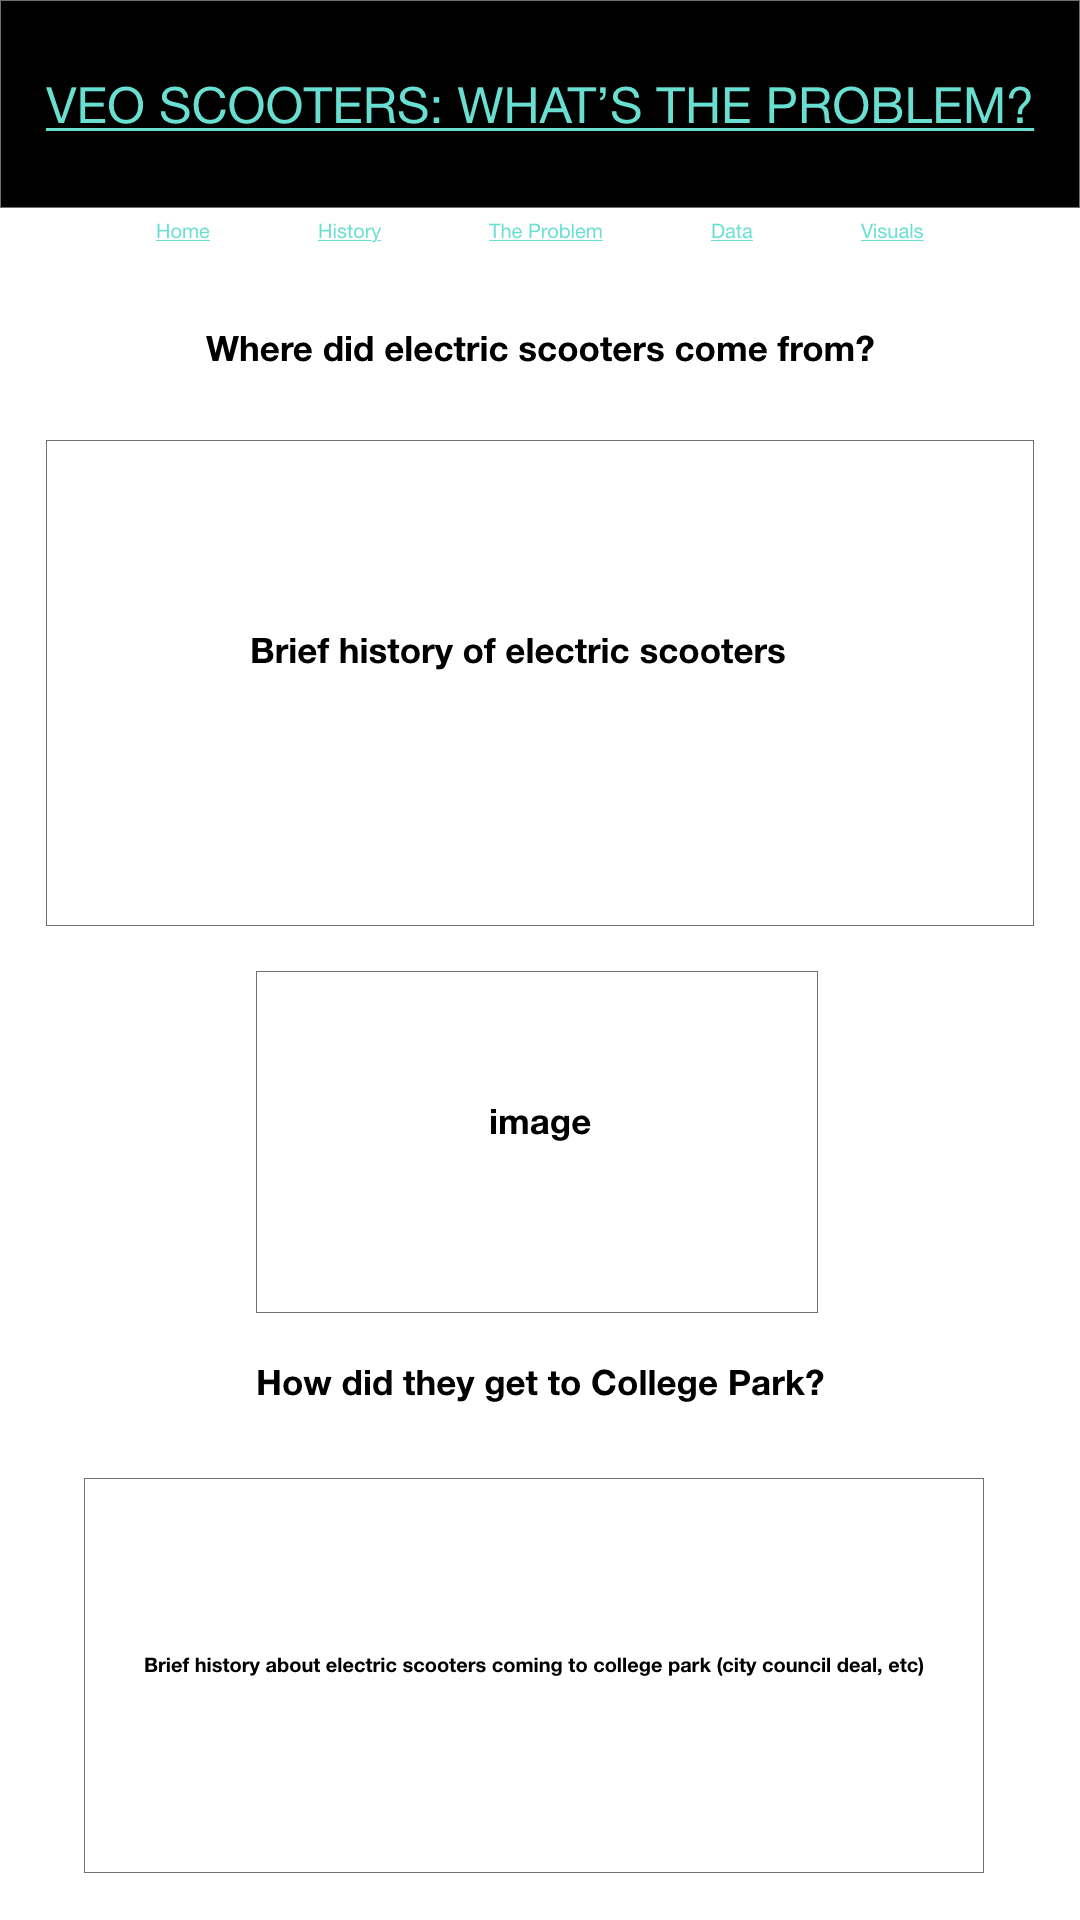 VEO SCOOTERS: WHAT’S THE PROBLEM?
Home History The Problem Data Visuals
Where did electric scooters come from?
Brief history of electric scooters
image
How did they get to College Park?
Brief history about electric scooters coming to college park (city council deal, etc)